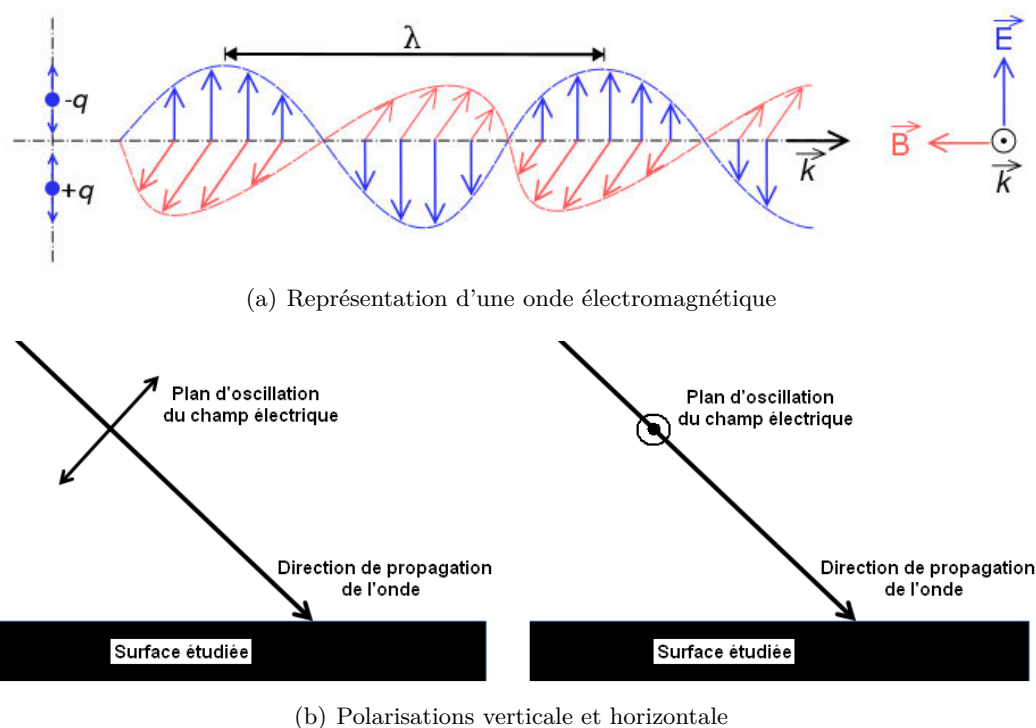 λ
E
-q
B
k
k
+q
(a) Représentation d'une onde électromagnétique
Plan d'oscillation
du champ électrique
Plan d'oscillation
du champ électrique
Direction de propagation
de l'onde
Direction de propagation
de l'onde
Surface étudiée
Surface étudiée
(b) Polarisations verticale et horizontale